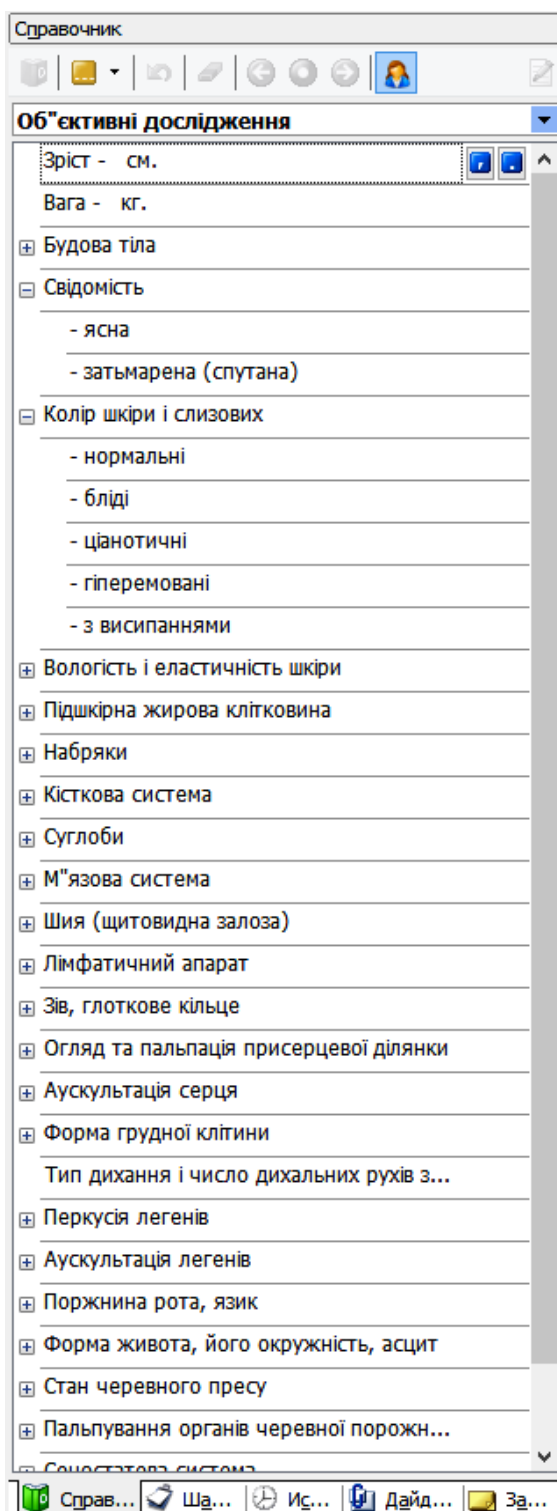 Справочник
Об"єктивні дослідження
Зріст -   см.
Вага -   кг.
Будова тіла
Свідомість
- ясна
- затьмарена (спутана)
Колір шкіри і слизових
- нормальні
- бліді
- ціанотичні
- гіперемовані
- з висипаннями
Вологість і еластичність шкіри
Підшкірна жирова клітковина
Набряки
Кісткова система
Суглоби
М"язова система
Шия (щитовидна залоза)
Лімфатичний апарат
Зів, глоткове кільце
Огляд та пальпація присерцевої ділянки
Аускультація серця
Форма грудної клітини
Тип дихання і число дихальних рухів з...
Перкусія легенів
Аускультація легенів
Поржнина рота, язик
Форма живота, його окружність, асцит
Стан черевного пресу
Пальпування органів черевної порожн...
система
Справ... Ша... Ис... Дайд... За...